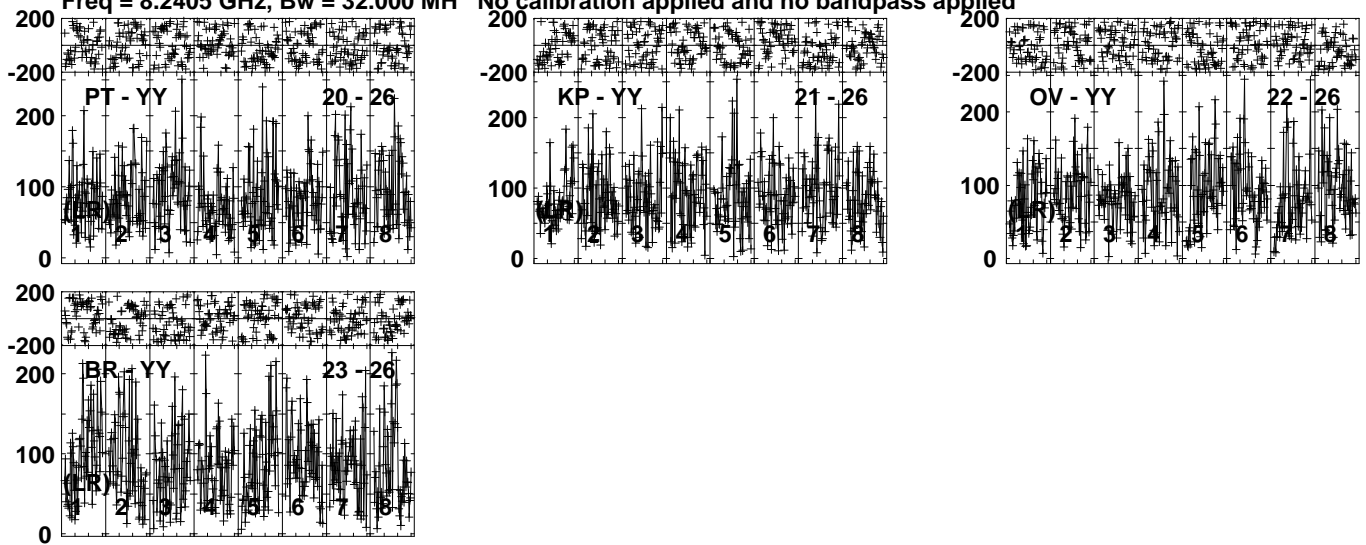 Freq = 8.2405 GHz, Bw = 32.000 MH No calibration applied and no bandpass applied
200
-200
PT - YY 20 - 26
200
100
0
(LR)
1 2 3 4 5 6 7 8
200
-200
KP - YY 21 - 26
200
100
0
(LR)
1 2 3 4 5 6 7 8
200
-200
OV - YY 22 - 26
200
100
0
(LR)
1 2 3 4 5 6 7 8
200
-200
BR - YY 23 - 26
200
100
0
(LR)
1 2 3 4 5 6 7 8